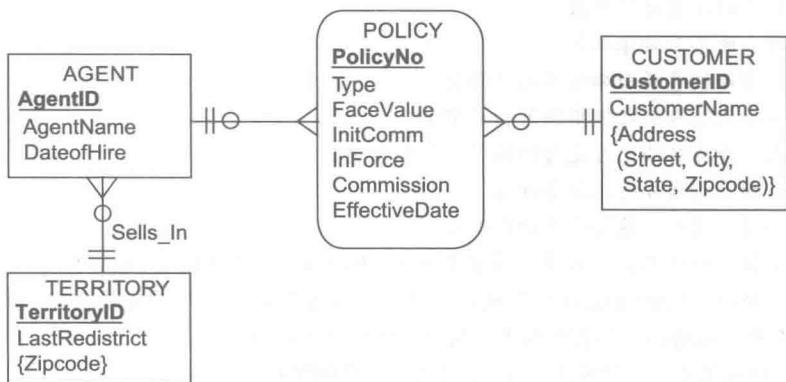 AGENT
AgentID
AgentName
DateofHire
POLICY
PolicyNo
Type
FaceValue
InitComm
InForce
Commission
EffectiveDate
CUSTOMER
CustomerID
CustomerName
{Address
(Street, City,
State, Zipcode)}
Sells_In
TERRITORY
TerritoryID
LastRedistrict
{Zipcode}